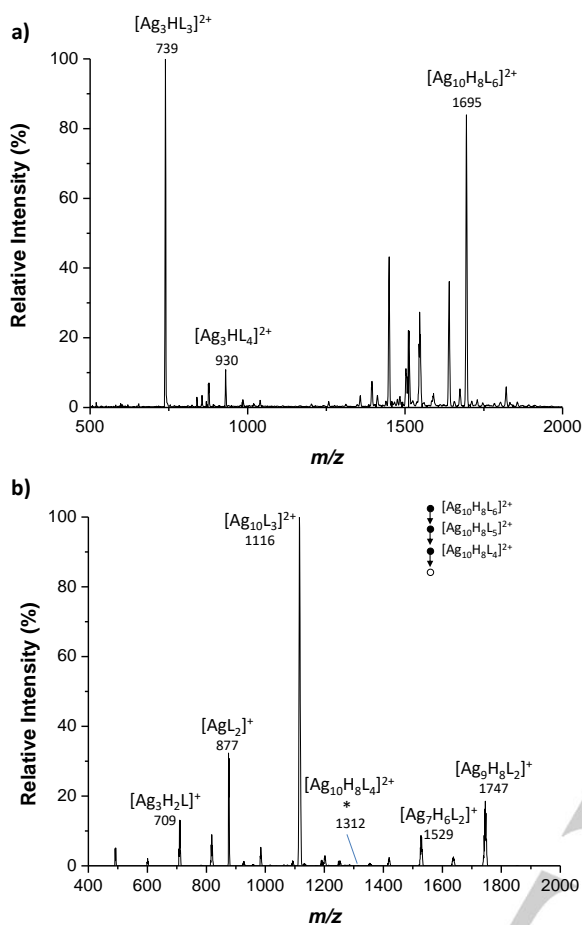 a)
[Ag₃HL₃]²⁺
739
[Ag₁₀H₈L₆]²⁺
1695
[Ag₃HL₄]²⁺
930
Relative Intensity (%)
100
80
60
40
20
0
500 1000 1500 2000
m/z
b)
[Ag₁₀L₃]²⁺
1116
[Ag₁₀H₈L₆]²⁺
[Ag₁₀H₈L₅]²⁺
[Ag₁₀H₈L₄]²⁺
[AgL₂]⁺
877
[Ag₃H₂L]⁺
709
[Ag₁₀H₈L₄]²⁺
*
1312
[Ag₇H₆L₂]⁺
1529
[Ag₉H₈L₂]⁺
1747
Relative Intensity (%)
100
80
60
40
20
0
400 600 800 1000 1200 1400 1600 1800 2000
m/z